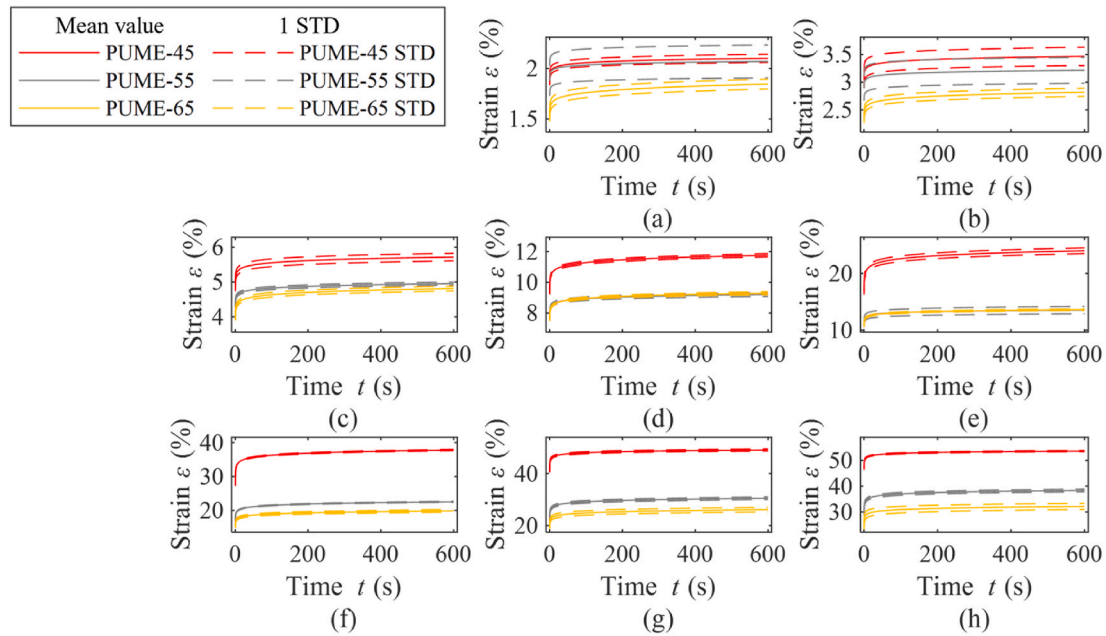 Mean value 1 STD
PUME-45 PUME-45 STD
PUME-55 PUME-55 STD
PUME-65 PUME-65 STD
Strain ε (%)
2
1.5
0 200 400 600
Time t (s)
(a)
Strain ε (%)
3.5
3
2.5
0 200 400 600
Time t (s)
(b)
Strain ε (%)
6
5
4
0 200 400 600
Time t (s)
(c)
Strain ε (%)
12
10
8
0 200 400 600
Time t (s)
(d)
Strain ε (%)
20
10
0 200 400 600
Time t (s)
(e)
Strain ε (%)
40
30
20
0 200 400 600
Time t (s)
(f)
Strain ε (%)
40
20
0 200 400 600
Time t (s)
(g)
Strain ε (%)
50
40
30
0 200 400 600
Time t (s)
(h)